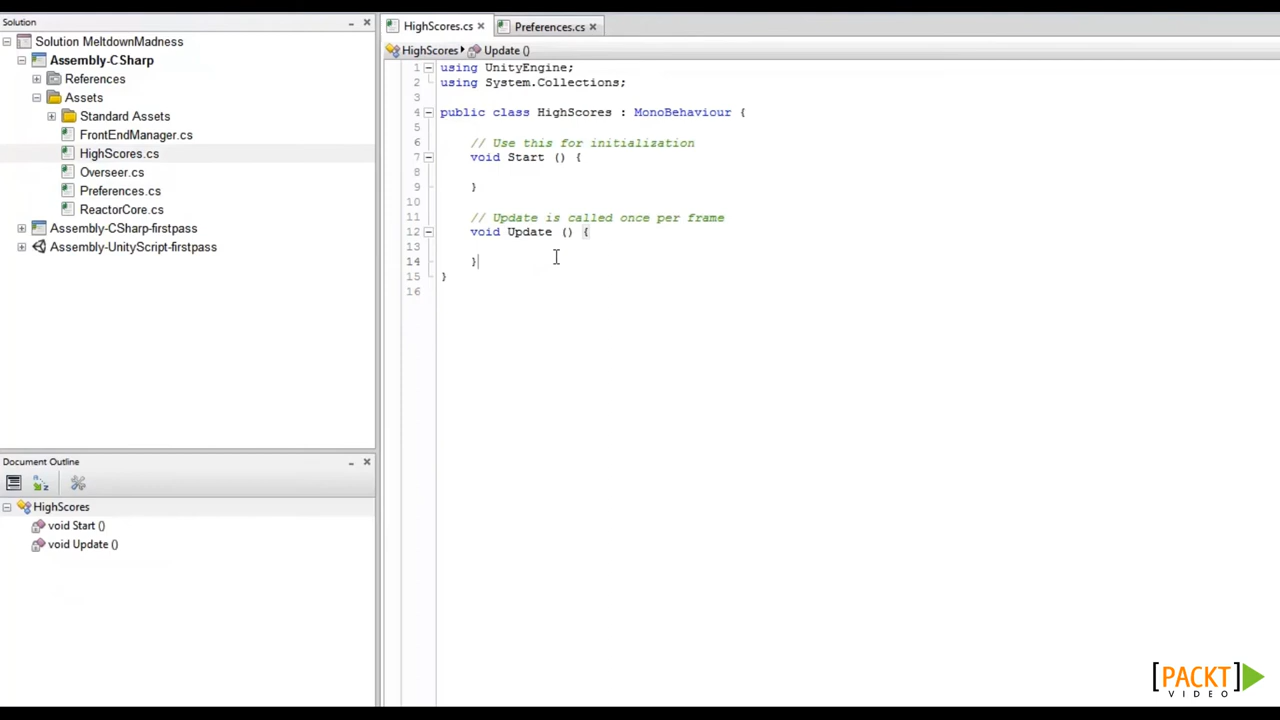 Solution
Solution MeltdownMadness
Assembly-CSharp
References
Assets
Standard Assets
FrontEndManager.cs
HighScores.cs
Overseer.cs
Preferences.cs
ReactorCore.cs
Assembly-CSharp-firstpass
Assembly-UnityScript-firstpass
Document Outline
HighScores
void Start ()
void Update ()
HighScores.cs
Preferences.cs
HighScores
Update ()
1 using UnityEngine;
2 using System.Collections;
3
4 public class HighScores : MonoBehaviour {
5
6 // Use this for initialization
7 void Start () {
8
9 }
10
11 // Update is called once per frame
12 void Update () {
13
14 }
15 }
16
[PACKT]
VIDEO